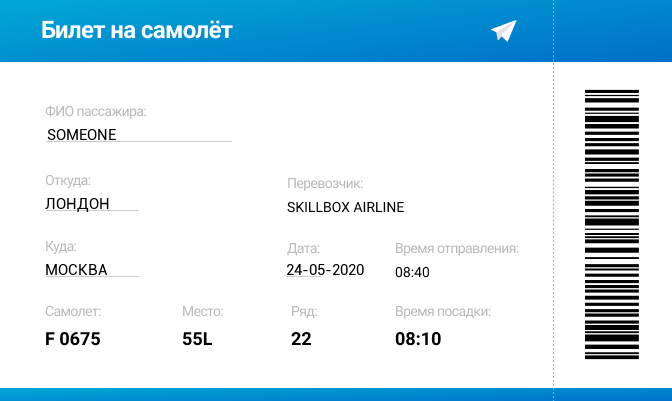 Билет на самолёт
ФИО пассажира:
SOMEONE
Откуда:
ЛОНДОН
Перевозчик:
SKILLBOX AIRLINE
Куда:
МОСКВА
Дата:
24-05-2020
Время отправления:
08:40
Самолет:
F 0675
Место:
55L
Ряд:
22
Время посадки:
08:10